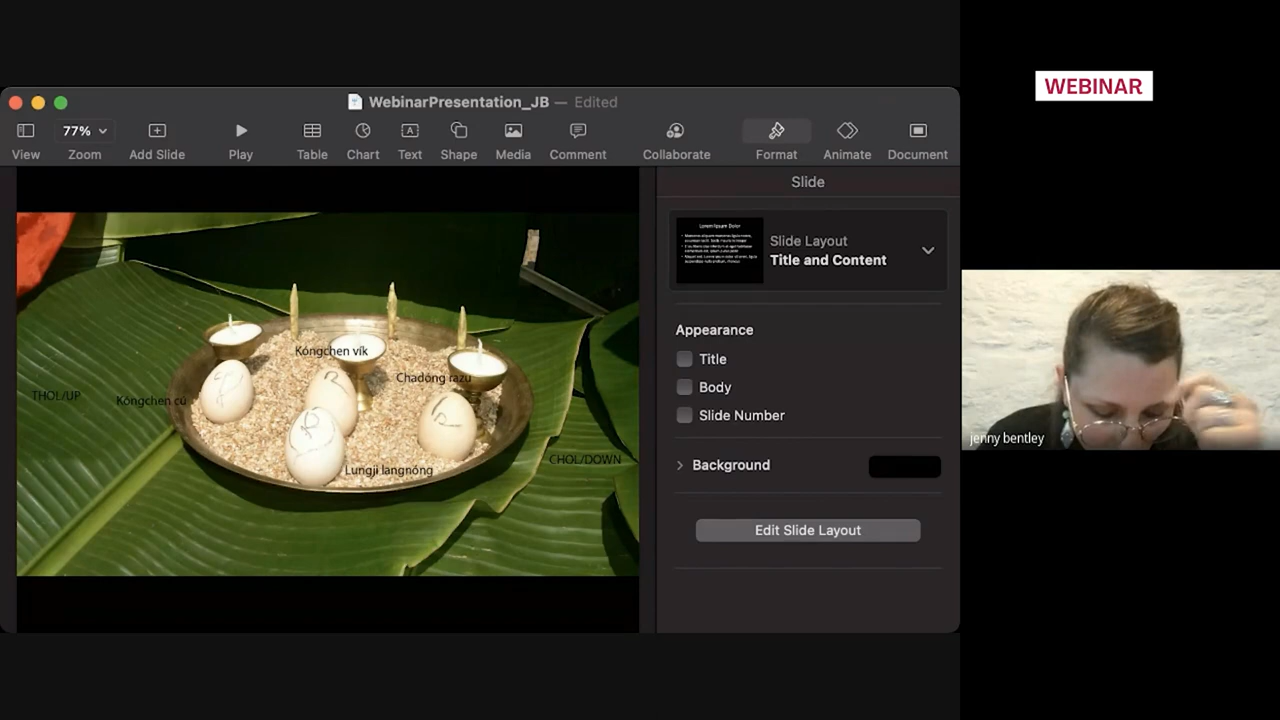 WEBINAR
WebinarPresentation_JB — Edited
77%
View Zoom Add Slide Play Table Chart Text Shape Media Comment Collaborate Format Animate Document
Slide
Slide Layout
Title and Content
Appearance
Title
Body
Slide Number
Background
Edit Slide Layout
Kóngchen vík
Chadóng razu
THOL/UP
Kóngchen cú
CHOL/DOWN
Lungji langnóng
jenny bentley